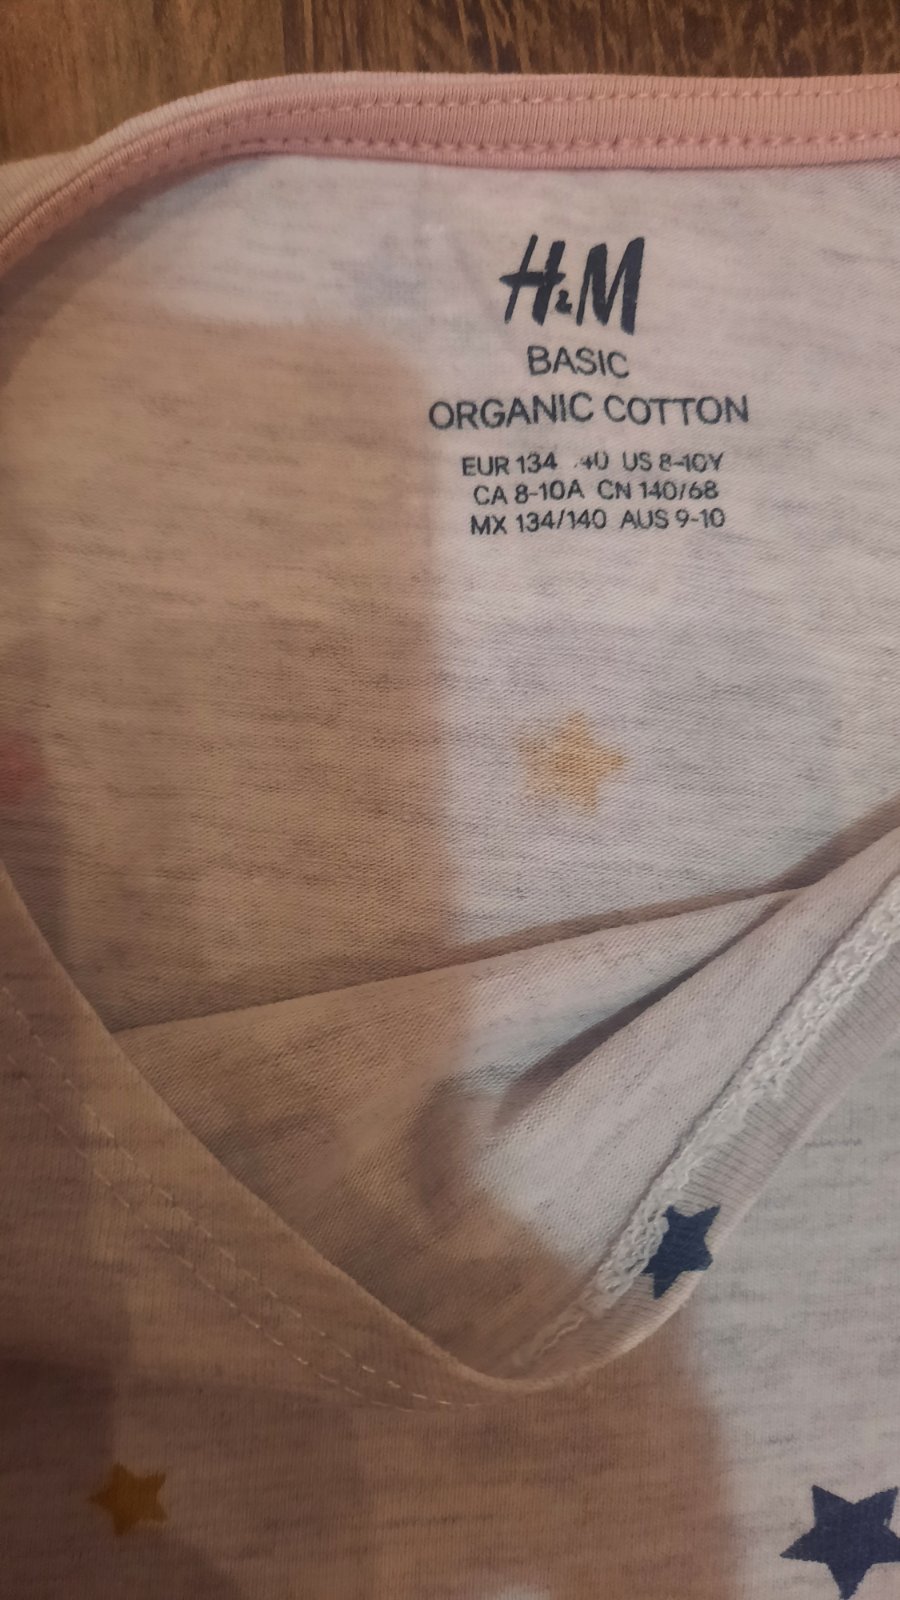 H&M
BASIC
ORGANIC COTTON
EUR 134 40 US 8-10Y
CA 8-10A CN 140/68
MX 134/140 AUS 9-10